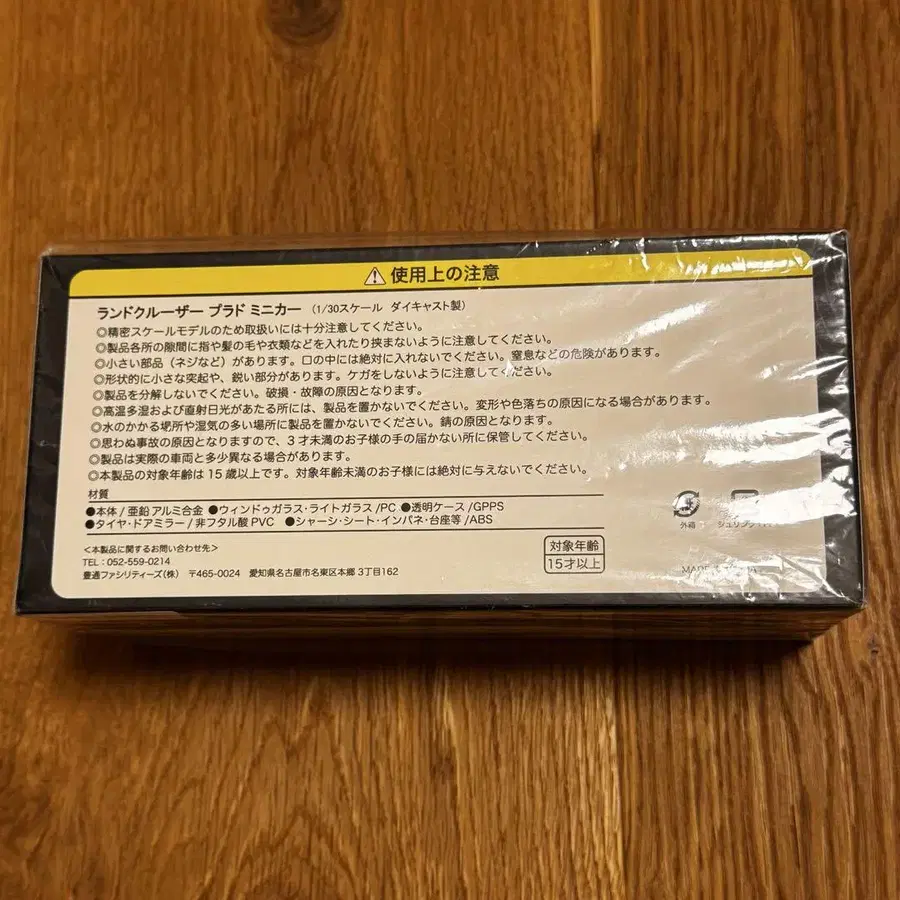 ⚠ 使用上の注意
ランドクルーザー プラド ミニカー (1/30スケール ダイキャスト製)
◎精密スケールモデルのため取扱いには十分注意してください。
◎製品各所の隙間に指や髪の毛や衣類などを入れたり挟まないように注意してください。
◎小さい部品(ネジなど)があります。口の中には絶対に入れないでください。窒息などの危険があります。
◎形状的に小さな突起や、鋭い部分があります。ケガをしないように注意してください。
◎製品を分解しないでください。破損・故障の原因となります。
◎高温多湿および直射日光があたる所には、製品を置かないでください。変形や色落ちの原因になる場合があります。
◎水のかかる場所や湿気の多い場所に製品を置かないでください。錆の原因となります。
◎思わぬ事故の原因となりますので、3才未満のお子様の手の届かない所に保管してください。
◎製品は実際の車両と多少異なる場合があります。
◎本製品の対象年齢は15歳以上です。対象年齢未満のお子様には絶対に与えないでください。
材質
●本体/亜鉛 アルミ合金 ●ウィンドゥガラス・ライトガラス/PC ●透明ケース/GPPS
●タイヤ・ドアミラー/非フタル酸 PVC ●シャーシ・シート・インパネ・台座等/ABS
<本製品に関するお問い合わせ先>
TEL:052-559-0214
豊通ファシリティーズ(株) 〒465-0024 愛知県名古屋市名東区本郷3丁目162
対象年齢
15才以上
外箱